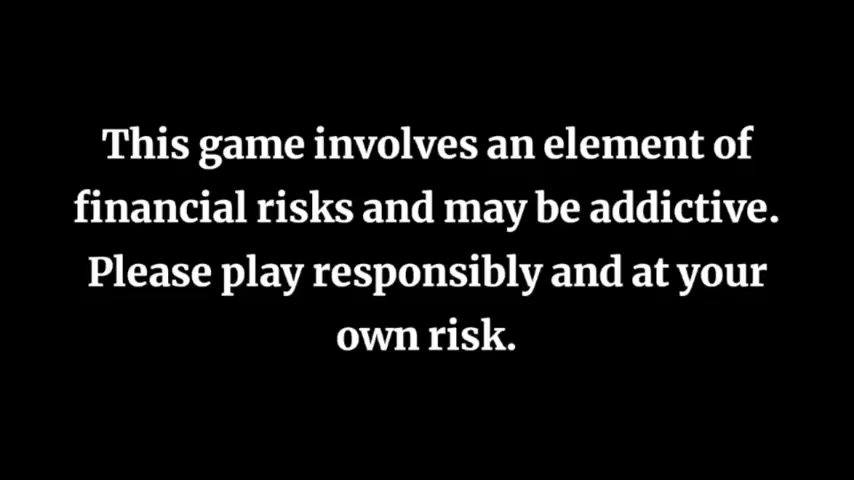 This game involves an element of
financial risks and may be addictive.
Please play responsibly and at your
own risk.